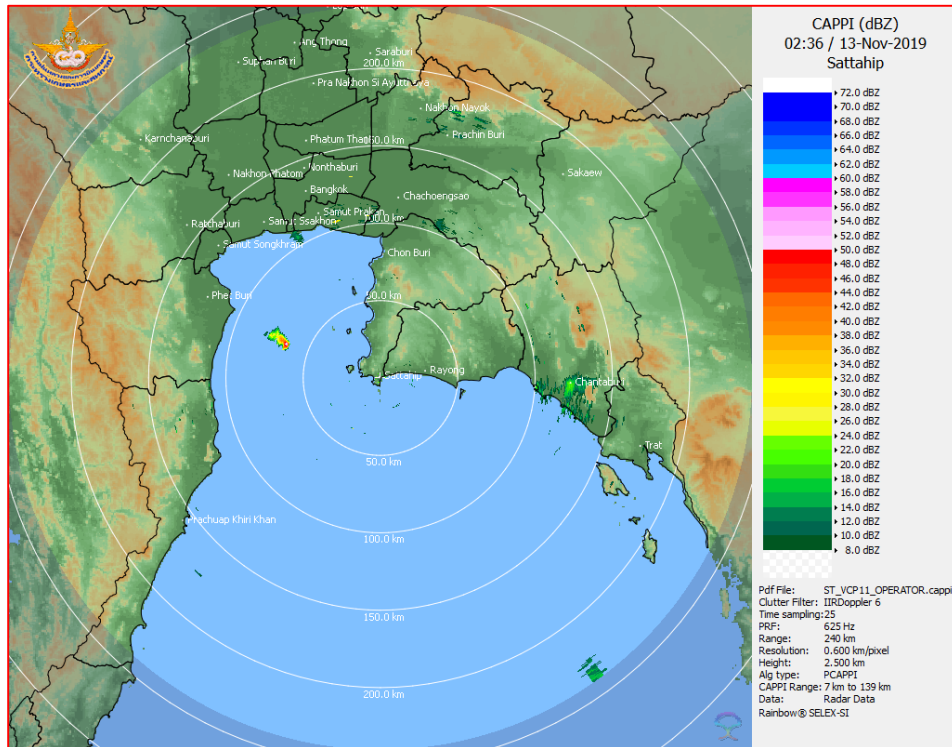 Ang Thong
Suphan Buri
Saraburi
200.0 km
Pra Nakhon Si Ayutthaya
Nakhon Nayok
Karnchanaburi
Phatum Thani
Prachin Buri
Nonthaburi
Nakhon Phatom
Sakaew
Bangkok
Chachoengsao
Samut Prakan
100.0 km
Ratchaburi
Samut Ssakhon
Samut Songkhram
Chon Buri
Phet Buri
50.0 km
Sattahip
Rayong
Chantaburi
Trat
50.0 km
Prachuap Khiri Khan
100.0 km
150.0 km
200.0 km
CAPPI (dBZ)
02:36 / 13-Nov-2019
Sattahip
72.0 dBZ
70.0 dBZ
68.0 dBZ
66.0 dBZ
64.0 dBZ
62.0 dBZ
60.0 dBZ
58.0 dBZ
56.0 dBZ
54.0 dBZ
52.0 dBZ
50.0 dBZ
48.0 dBZ
46.0 dBZ
44.0 dBZ
42.0 dBZ
40.0 dBZ
38.0 dBZ
36.0 dBZ
34.0 dBZ
32.0 dBZ
30.0 dBZ
28.0 dBZ
26.0 dBZ
24.0 dBZ
22.0 dBZ
20.0 dBZ
18.0 dBZ
16.0 dBZ
14.0 dBZ
12.0 dBZ
10.0 dBZ
8.0 dBZ
Pdf File: ST_VCP11_OPERATOR.cappi
Clutter Filter: IIRDoppler 6
Time sampling:25
PRF: 625 Hz
Range: 240 km
Resolution: 0.600 km/pixel
Height: 2.500 km
Alg type: PCAPPI
CAPPI Range: 7 km to 139 km
Data: Radar Data
Rainbow® SELEX-SI